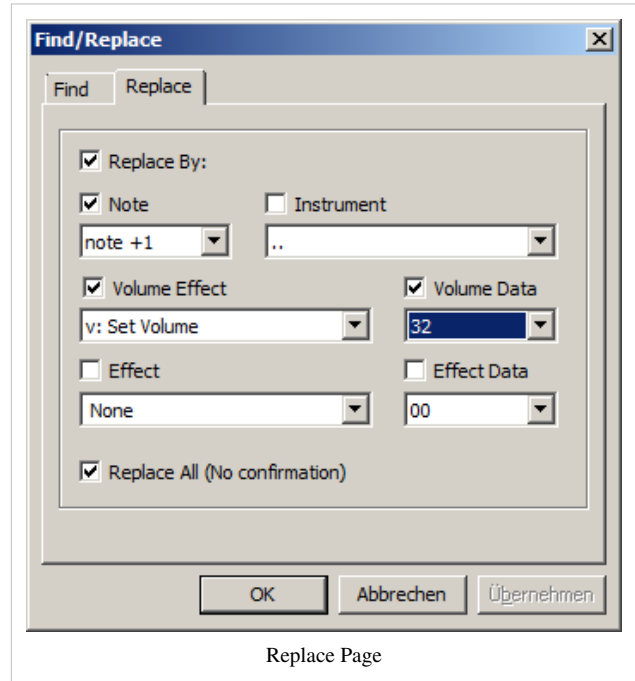 Find/Replace
Find Replace
Replace By:
Note Instrument
note +1 ..
Volume Effect Volume Data
v: Set Volume 32
Effect Effect Data
None 00
Replace All (No confirmation)
OK Abbrechen Übernehmen
Replace Page